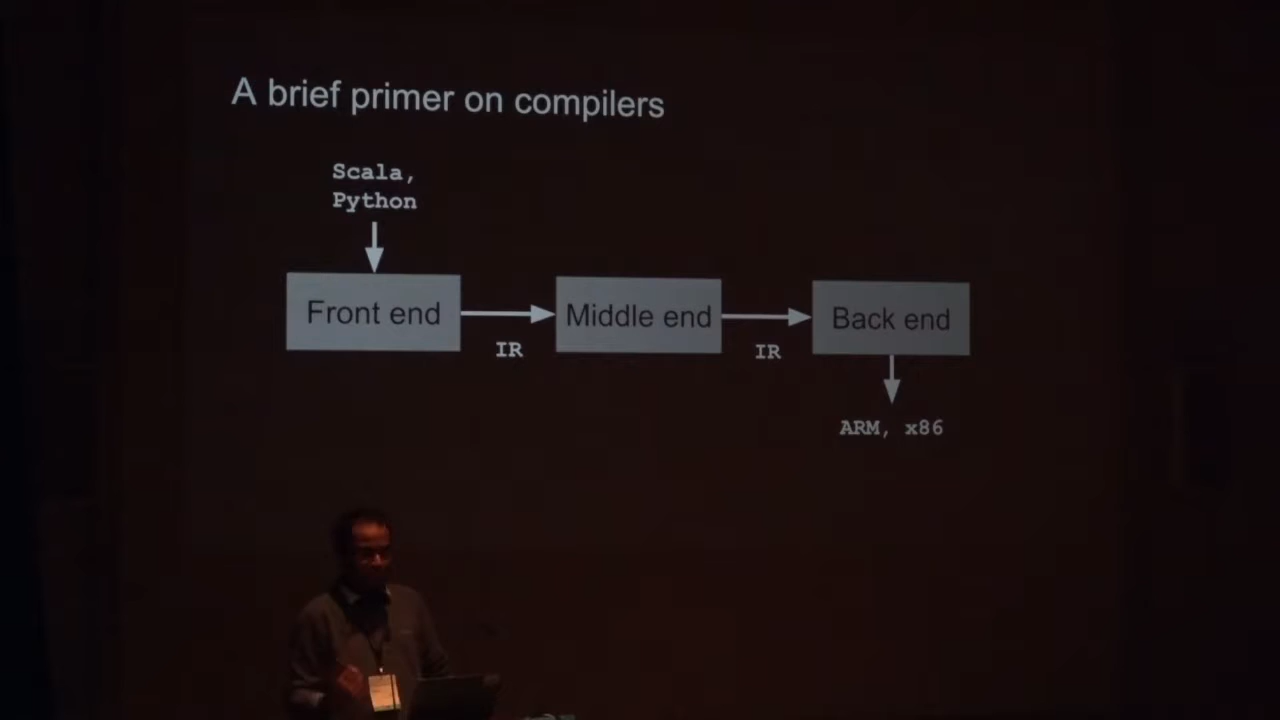 A brief primer on compilers
Scala,
Python
Front end
Middle end
Back end
IR
IR
ARM, x86